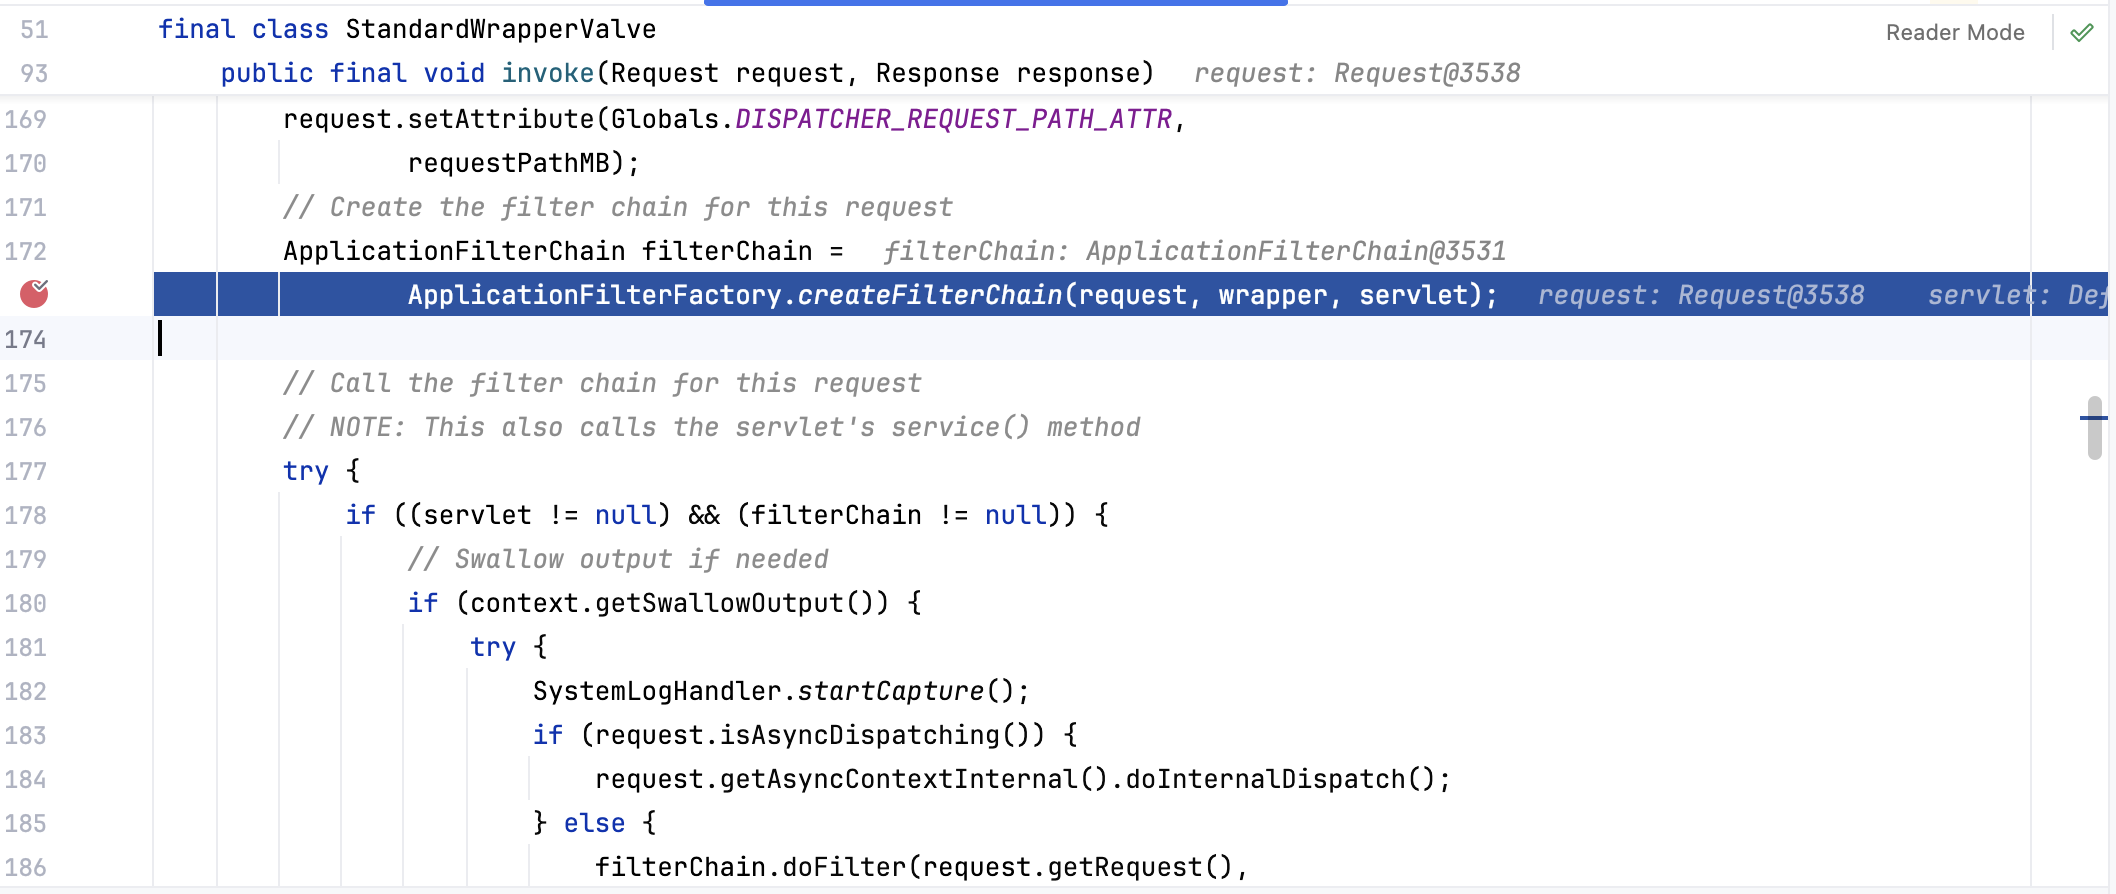 51 final class StandardWrapperValve Reader Mode
93 public final void invoke(Request request, Response response) request: Request@3538
169 request.setAttribute(Globals.DISPATCHER_REQUEST_PATH_ATTR,
170 requestPathMB);
171 // Create the filter chain for this request
172 ApplicationFilterChain filterChain = filterChain: ApplicationFilterChain@3531
ApplicationFilterFactory.createFilterChain(request, wrapper, servlet); request: Request@3538 servlet: Def
174
175 // Call the filter chain for this request
176 // NOTE: This also calls the servlet's service() method
177 try {
178 if ((servlet != null) && (filterChain != null)) {
179 // Swallow output if needed
180 if (context.getSwallowOutput()) {
181 try {
182 SystemLogHandler.startCapture();
183 if (request.isAsyncDispatching()) {
184 request.getAsyncContextInternal().doInternalDispatch();
185 } else {
186 filterChain.doFilter(request.getRequest(),